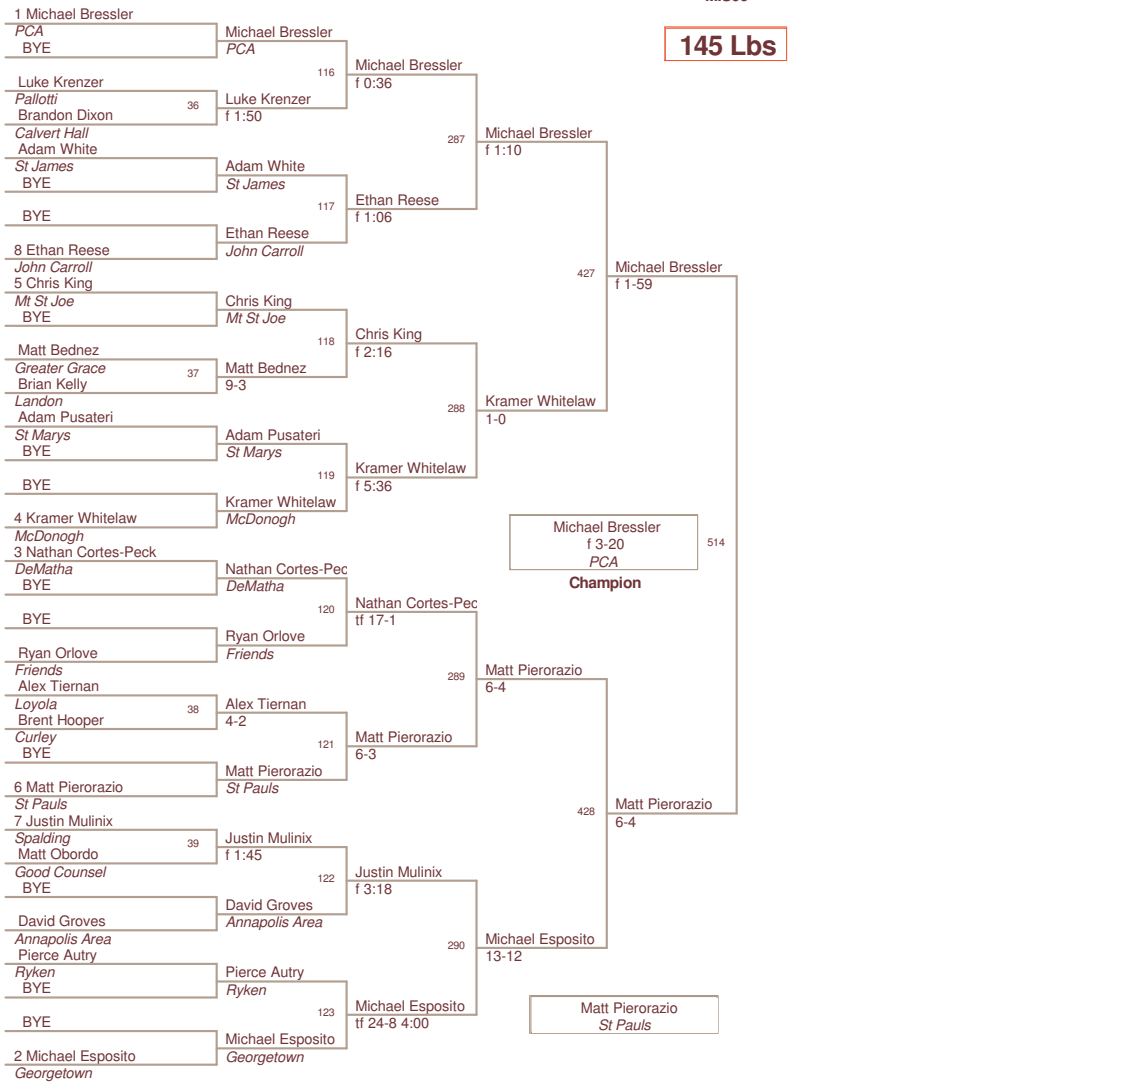 145 Lbs
1 Michael Bressler
PCA
BYE
Luke Krenzer
Pallotti
36
Brandon Dixon
Calvert Hall
Adam White
St James
BYE
BYE
8 Ethan Reese
John Carroll
5 Chris King
Mt St Joe
BYE
Matt Bednez
Greater Grace
37
Brian Kelly
Landon
Adam Pusateri
St Marys
BYE
BYE
4 Kramer Whitelaw
McDonogh
3 Nathan Cortes-Peck
DeMatha
BYE
BYE
Ryan Orlove
Friends
Alex Tiernan
Loyola
38
Brent Hooper
Curley
BYE
6 Matt Pierorazio
St Pauls
7 Justin Mulinix
Spalding
39
Matt Obordo
Good Counsel
BYE
David Groves
Annapolis Area
Pierce Autry
Ryken
BYE
BYE
2 Michael Esposito
Georgetown
Michael Bressler
PCA
116
Luke Krenzer
f 1:50
Adam White
St James
117
Ethan Reese
John Carroll
Chris King
Mt St Joe
118
Matt Bednez
9-3
Adam Pusateri
St Marys
119
Kramer Whitelaw
McDonogh
Nathan Cortes-Pec
DeMatha
120
Ryan Orlove
Friends
Alex Tiernan
4-2
121
Matt Pierorazio
St Pauls
Justin Mulinix
f 1:45
122
David Groves
Annapolis Area
Pierce Autry
Ryken
123
Michael Esposito
Georgetown
Michael Bressler
f 0:36
287
Ethan Reese
f 1:06
Chris King
f 2:16
288
Kramer Whitelaw
f 5:36
Nathan Cortes-Pec
tf 17-1
289
Matt Pierorazio
6-3
Justin Mulinix
f 3:18
290
Michael Esposito
tf 24-8 4:00
Michael Bressler
f 1:10
427
Kramer Whitelaw
1-0
Matt Pierorazio
6-4
428
Michael Esposito
13-12
Michael Bressler
f 1-59
Matt Pierorazio
6-4
Michael Bressler
f 3-20
PCA
514
Champion
Matt Pierorazio
St Pauls